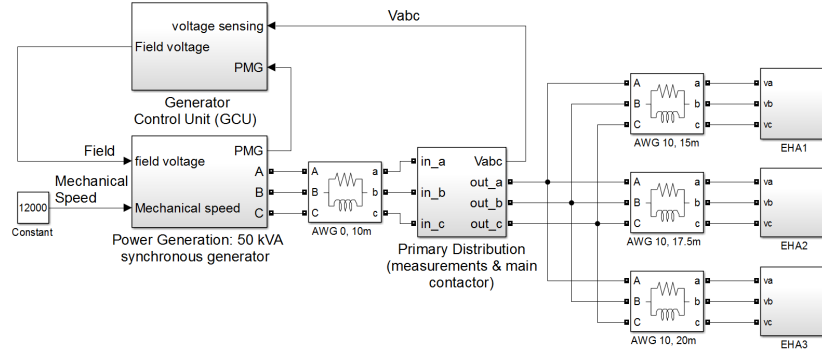 Vabc
voltage sensing
Field voltage
PMG
Generator
Control Unit (GCU)
Field
Mechanical
Speed
12000
Constant
field voltage
Mechanical speed
PMG
A
B
C
Power Generation: 50 kVA
synchronous generator
A a
B b
C c
AWG 0, 10m
in_a
in_b
in_c
Vabc
out_a
out_b
out_c
Primary Distribution
(measurements & main
contactor)
A a
B b
C c
AWG 10, 15m
va
vb
vc
EHA1
A a
B b
C c
AWG 10, 17.5m
va
vb
vc
EHA2
A a
B b
C c
AWG 10, 20m
va
vb
vc
EHA3